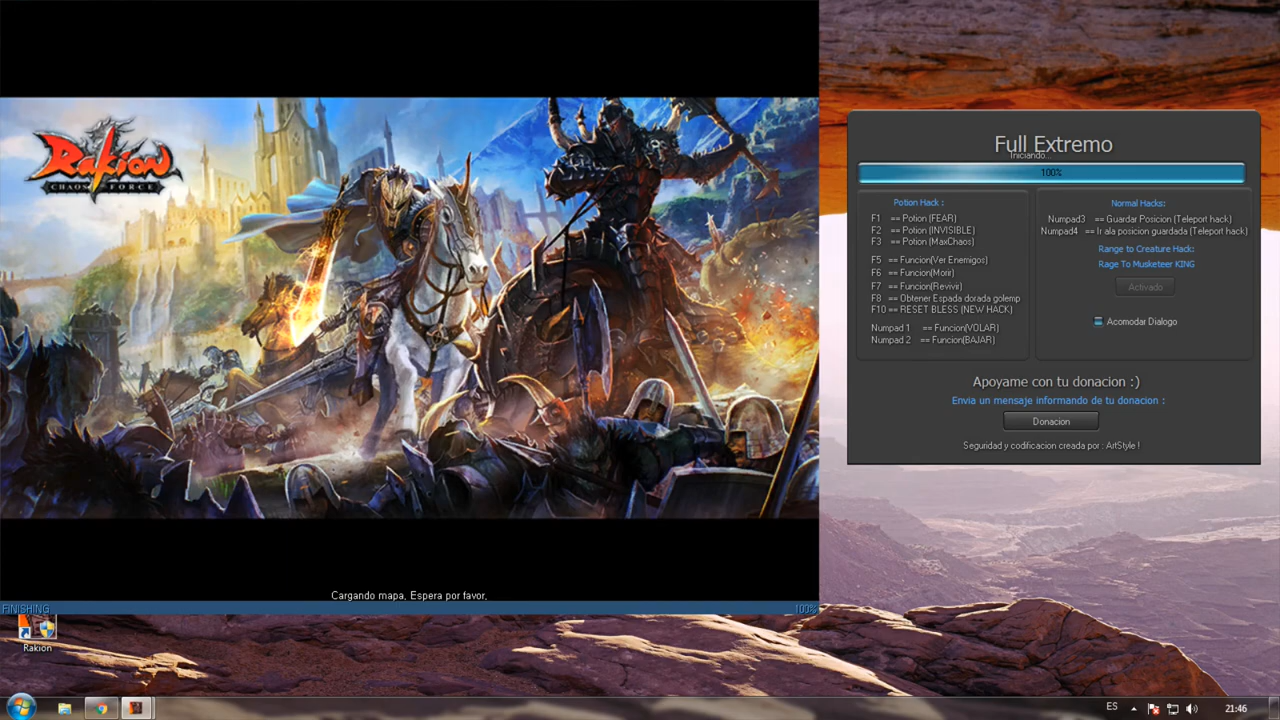 Rakion
CHAOS FORCE
Cargando mapa, Espera por favor,
FINISHING 100%
Rakion
Full Extremo
Iniciando...
100%
Potion Hack :
F1 == Potion (FEAR)
F2 == Potion (INVISIBLE)
F3 == Potion (MaxChaos)
F5 == Funcion(Ver Enemigos)
F6 == Funcion(Morir)
F7 == Funcion(Revivir)
F8 == Obtener Espada dorada golemp
F10 == RESET BLESS (NEW HACK)
Numpad 1 == Funcion(VOLAR)
Numpad 2 == Funcion(BAJAR)
Normal Hacks:
Numpad3 == Guardar Posicion (Teleport hack)
Numpad4 == Ir ala posicion guardada (Teleport hack)
Range to Creature Hack:
Rage To Musketeer KING
Activado
Acomodar Dialogo
Apoyame con tu donacion :)
Envia un mensaje informando de tu donacion :
Donacion
Seguridad y codificacion creada por : ArtStyle !
ES
21:46